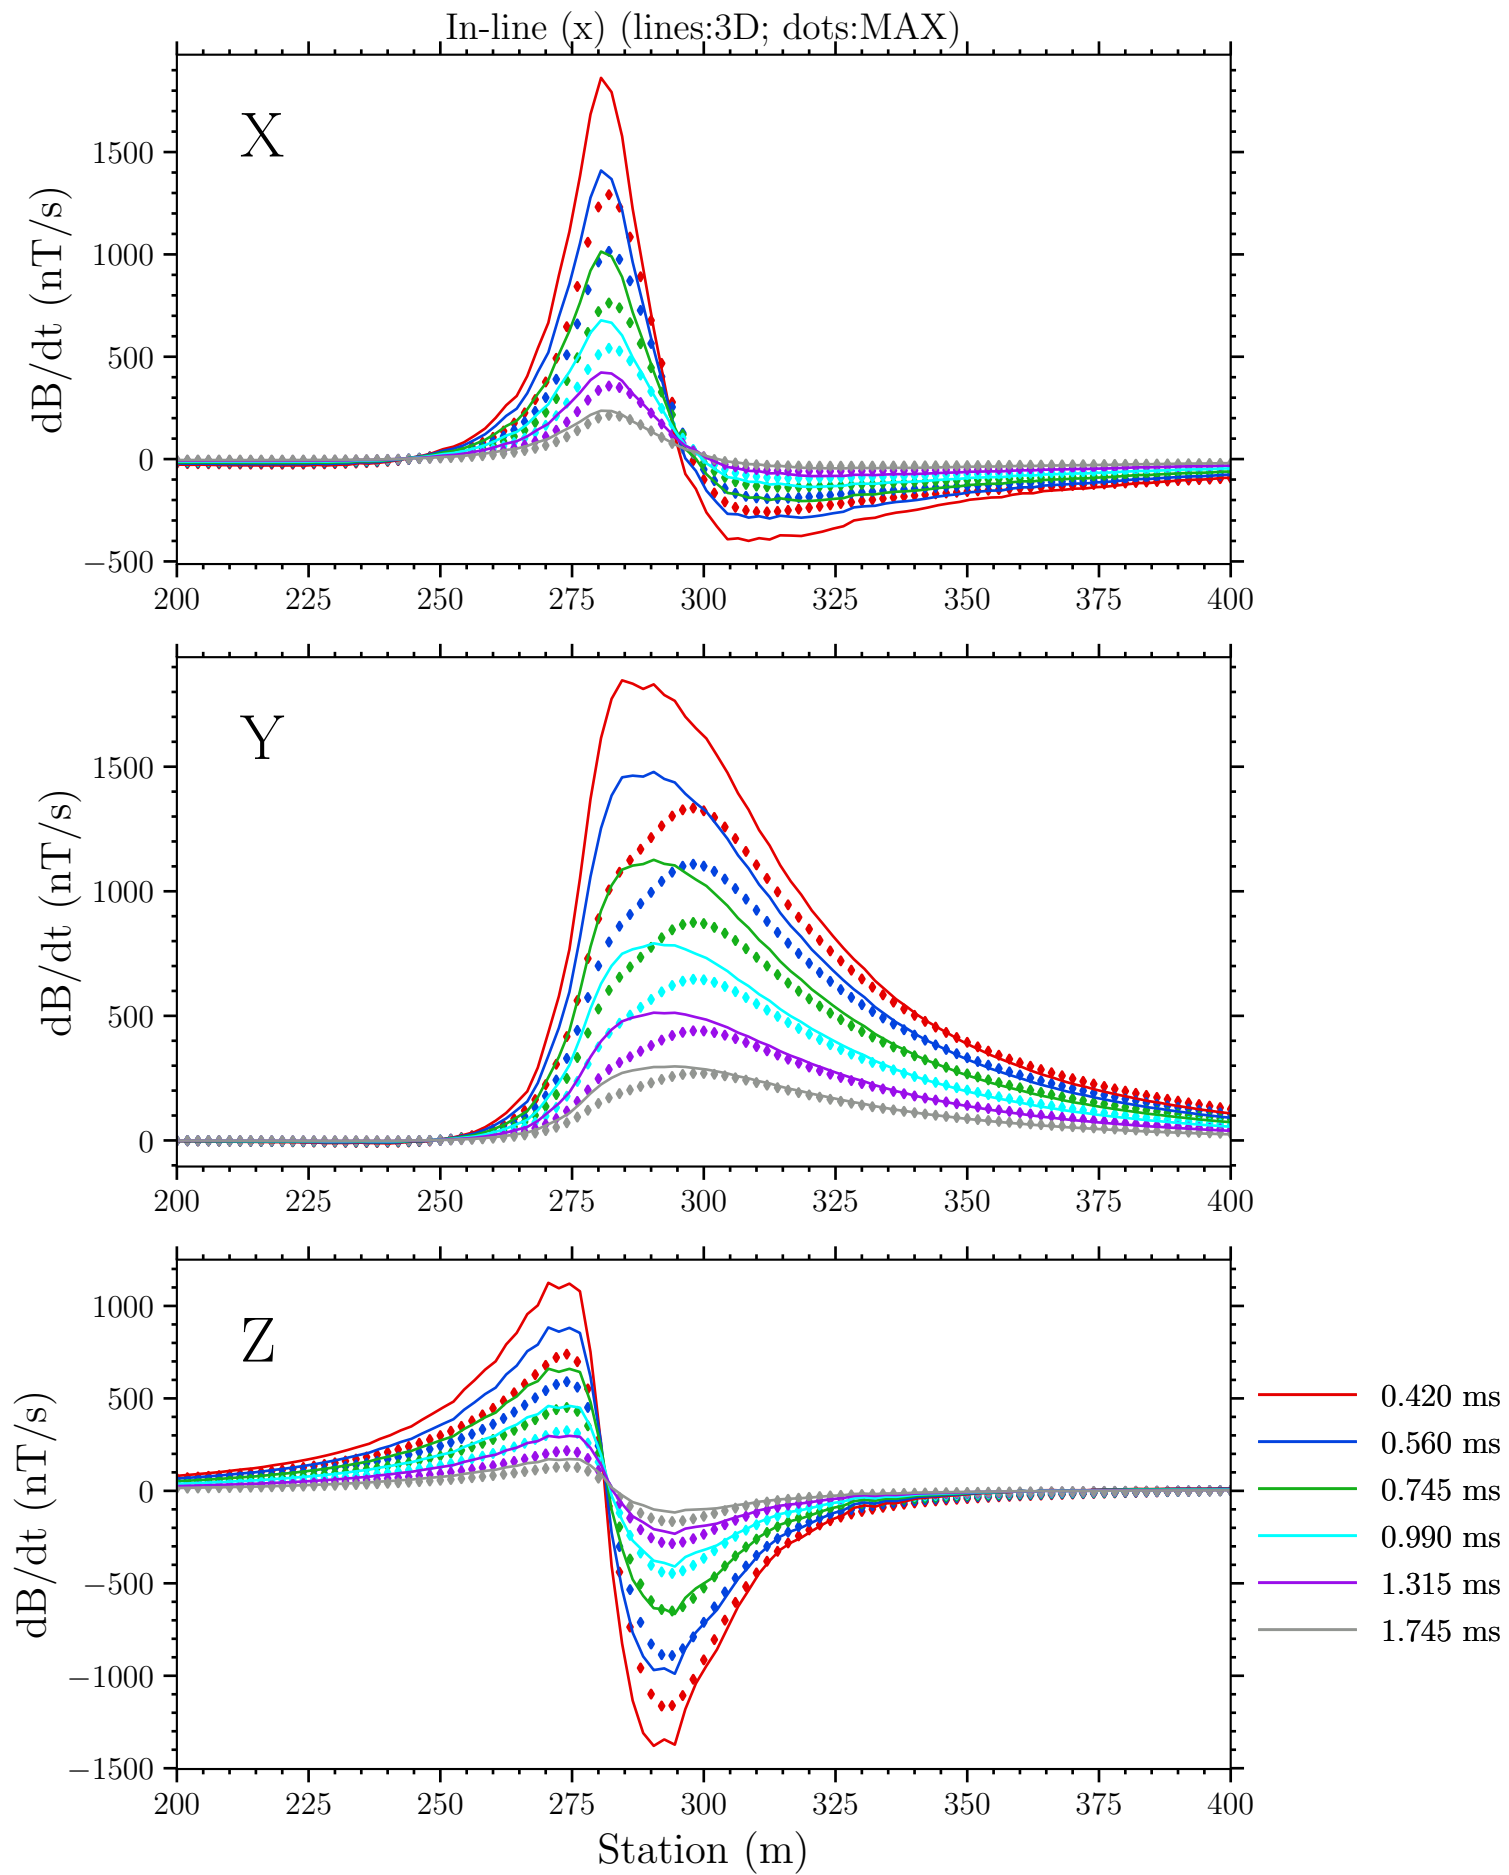 In-line (x) (lines:3D; dots:MAX)
X
dB/dt (nT/s)
1500
1000
500
0
−500
200 225 250 275 300 325 350 375 400
Y
dB/dt (nT/s)
1500
1000
500
0
200 225 250 275 300 325 350 375 400
Z
dB/dt (nT/s)
1000
500
0
−500
−1000
−1500
200 225 250 275 300 325 350 375 400
Station (m)
0.420 ms
0.560 ms
0.745 ms
0.990 ms
1.315 ms
1.745 ms